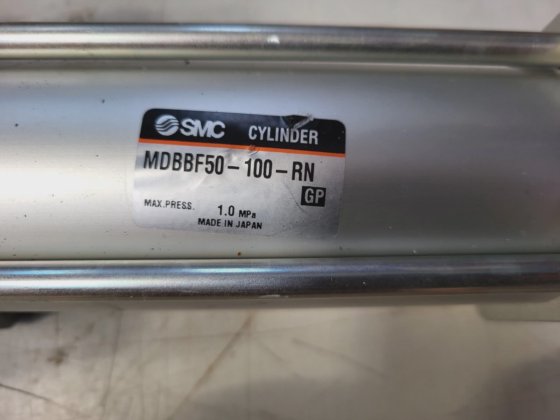 SMC CYLINDER
MDBBF50-100-RN
GP
MAX.PRESS. 1.0 MPa
MADE IN JAPAN